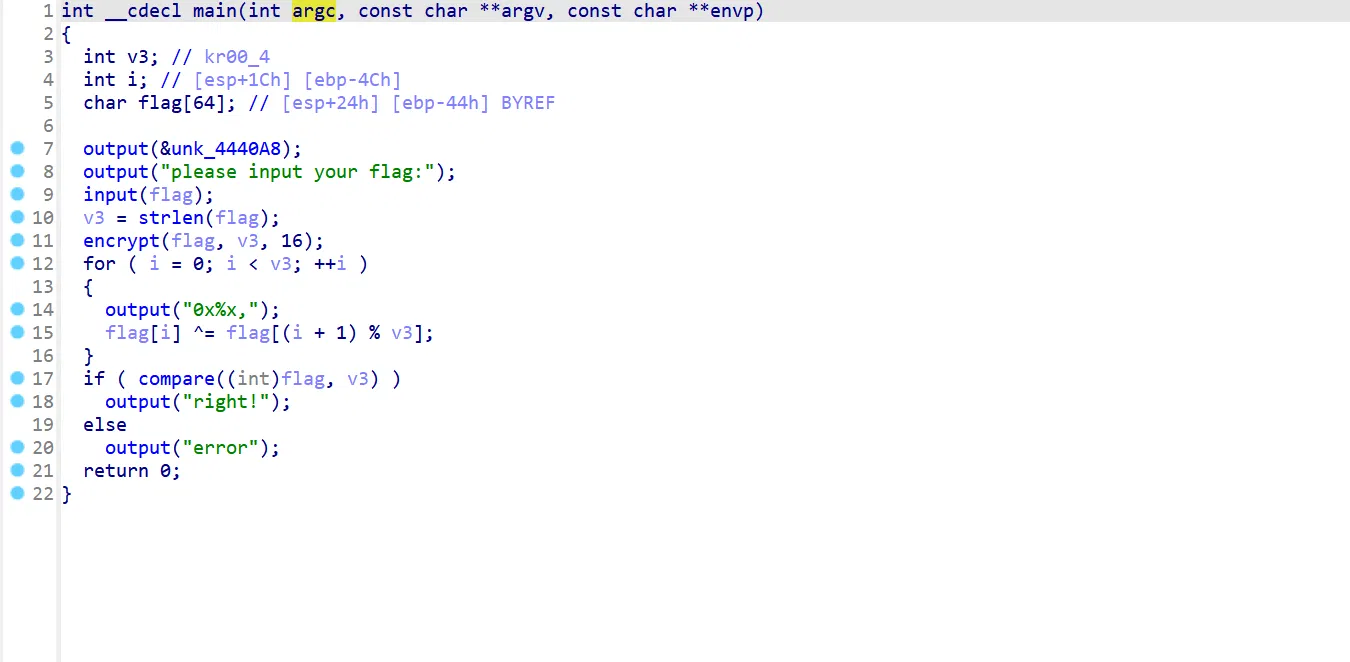 1 int __cdecl main(int argc, const char **argv, const char **envp)
2 {
3 int v3; // kr00_4
4 int i; // [esp+1Ch] [ebp-4Ch]
5 char flag[64]; // [esp+24h] [ebp-44h] BYREF
6
7 output(&unk_4440A8);
8 output("please input your flag:");
9 input(flag);
10 v3 = strlen(flag);
11 encrypt(flag, v3, 16);
12 for ( i = 0; i < v3; ++i )
13 {
14 output("0x%x,");
15 flag[i] ^= flag[(i + 1) % v3];
16 }
17 if ( compare((int)flag, v3) )
18 output("right!");
19 else
20 output("error");
21 return 0;
22 }